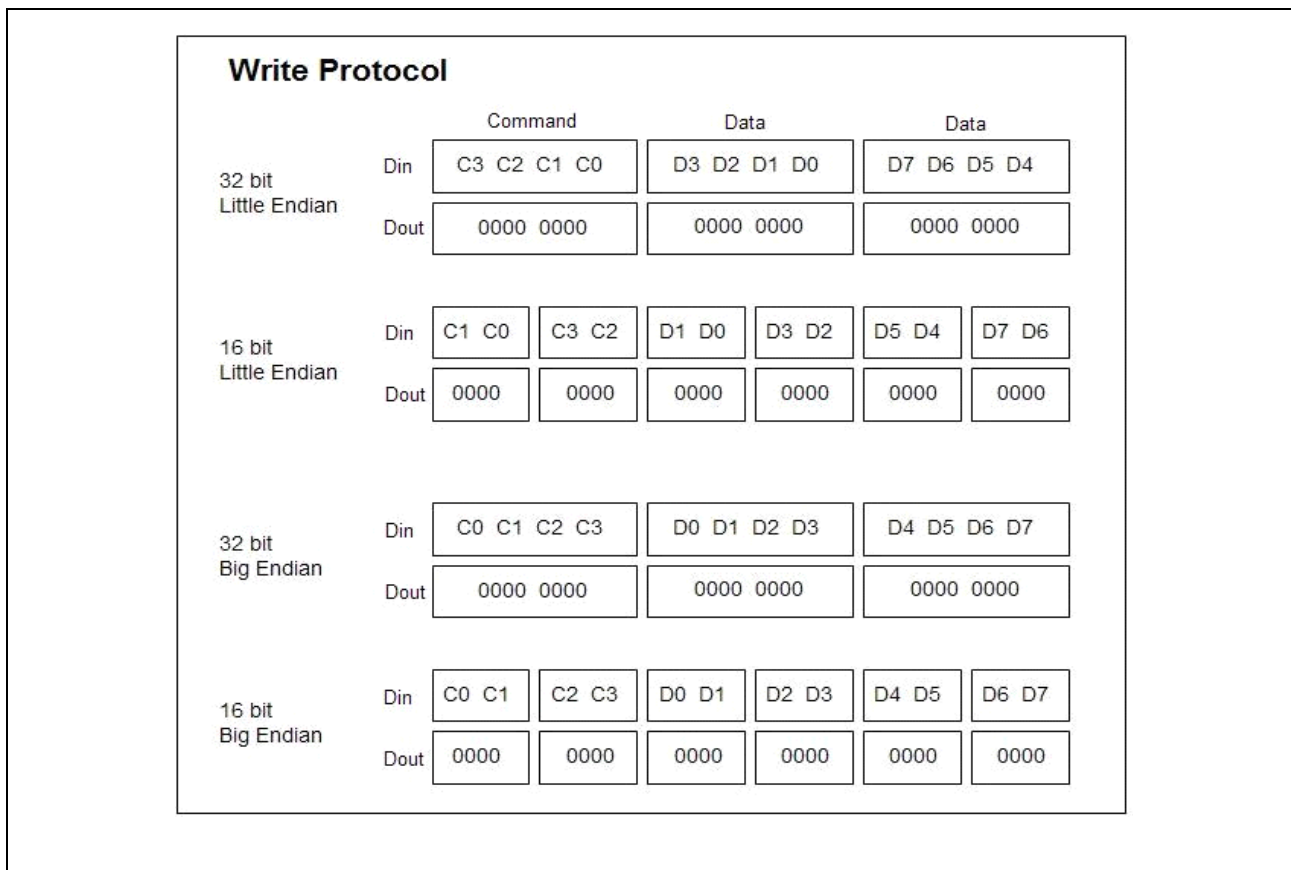 Write Protocol
Command Data Data
32 bit
Little Endian
Din C3 C2 C1 C0 D3 D2 D1 D0 D7 D6 D5 D4
Dout 0000 0000 0000 0000 0000 0000
16 bit
Little Endian
Din C1 C0 C3 C2 D1 D0 D3 D2 D5 D4 D7 D6
Dout 0000 0000 0000 0000 0000 0000
32 bit
Big Endian
Din C0 C1 C2 C3 D0 D1 D2 D3 D4 D5 D6 D7
Dout 0000 0000 0000 0000 0000 0000
16 bit
Big Endian
Din C0 C1 C2 C3 D0 D1 D2 D3 D4 D5 D6 D7
Dout 0000 0000 0000 0000 0000 0000